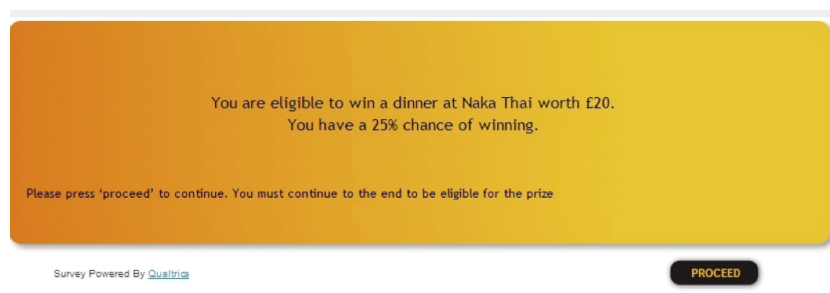 You are eligible to win a dinner at Naka Thai worth £20.
You have a 25% chance of winning.
Please press ‘proceed’ to continue. You must continue to the end to be eligible for the prize
Survey Powered By Qualtrics
PROCEED